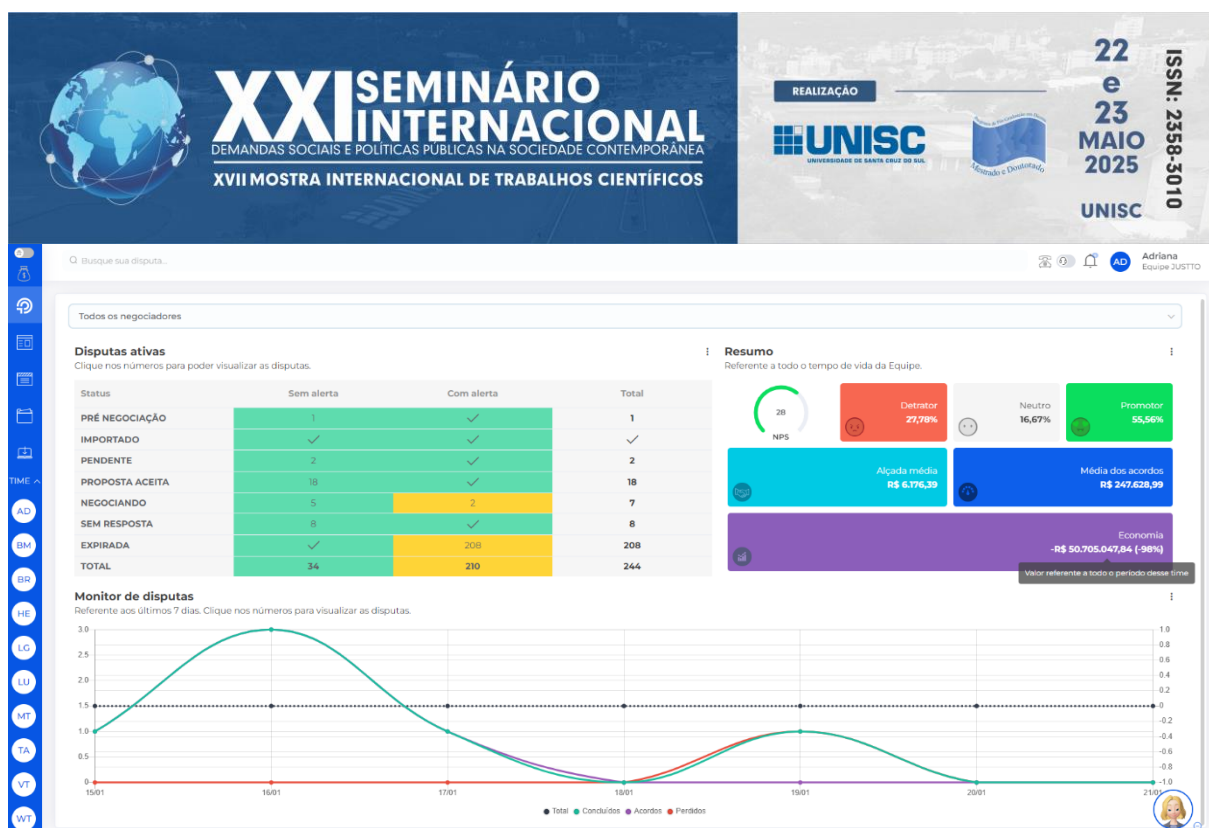 XXI SEMINÁRIO INTERNACIONAL
DEMANDAS SOCIAIS E POLÍTICAS PÚBLICAS NA SOCIEDADE CONTEMPORÂNEA
XVII MOSTRA INTERNACIONAL DE TRABALHOS CIENTÍFICOS
REALIZAÇÃO
UNISC
UNIVERSIDADE DE SANTA CRUZ DO SUL
Mestrado e Doutorado
22
e
23
MAIO
2025
UNISC
ISSN: 2358-3010
Busque sua disputa...
AD
Adriana
Equipe JUSTTO
Todos os negociadores
Disputas ativas
Clique nos números para poder visualizar as disputas.
Status Sem alerta Com alerta Total
PRÉ NEGOCIAÇÃO 1 ✓ 1
IMPORTADO ✓ ✓ ✓
PENDENTE 2 ✓ 2
PROPOSTA ACEITA 18 ✓ 18
NEGOCIANDO 5 2 7
SEM RESPOSTA 8 ✓ 8
EXPIRADA ✓ 208 208
TOTAL 34 210 244
Resumo
Referente a todo o tempo de vida da Equipe.
28
NPS
Detrator
27,78%
Neutro
16,67%
Promotor
55,56%
Alçada média
R$ 6.176,39
Média dos acordos
R$ 247.628,99
Economia
-R$ 50.705.047,84 (-98%)
Valor referente a todo o período desse time
Monitor de disputas
Referente aos últimos 7 dias. Clique nos números para visualizar as disputas.
3.0
2.5
2.0
1.5
1.0
0.5
0
1.0
0.8
0.6
0.4
0.2
0
-0.2
-0.4
-0.6
-0.8
-1.0
15/01 16/01 17/01 18/01 19/01 20/01 21/01
Total Concluídos Acordos Perdidos
TIME
AD
BM
BR
HE
LG
LU
MT
TA
VT
WT